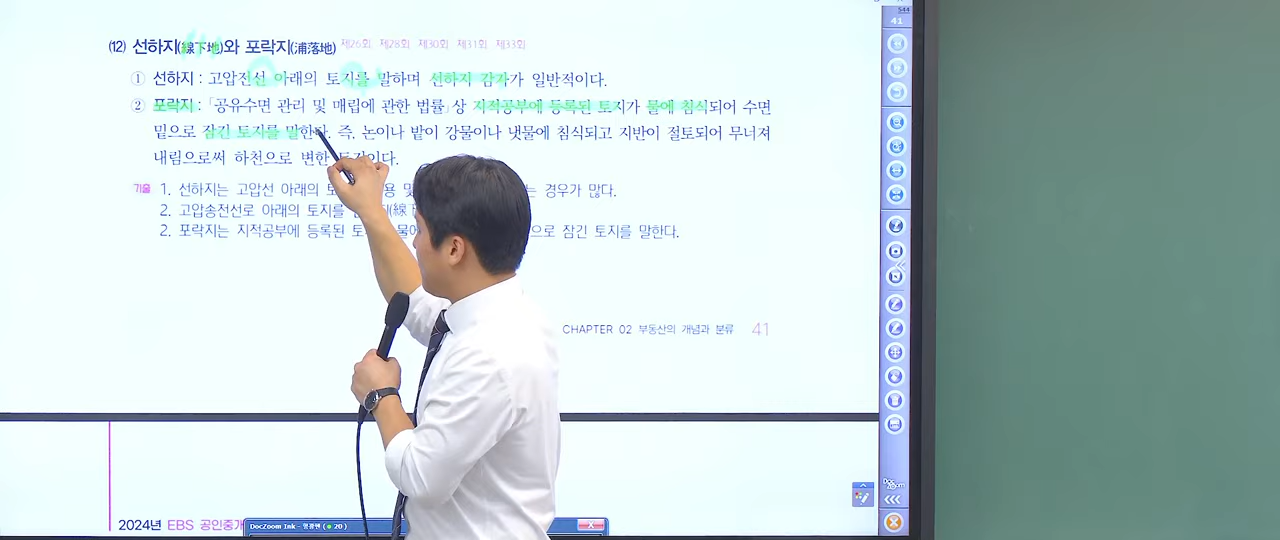 ⑿ 선하지(線下地)와 포락지(浦落地) 제26회 제28회 제30회 제31회 제33회
① 선하지 : 고압전선 아래의 토지를 말하며 선하지 감가가 일반적이다.
② 포락지 : 「공유수면 관리 및 매립에 관한 법률」상 지적공부에 등록된 토지가 물에 침식되어 수면
밑으로 잠긴 토지를 말한다. 즉, 논이나 밭이 강물이나 냇물에 침식되고 지반이 절토되어 무너져
내림으로써 하천으로 변한 토지이다.
기출 1. 선하지는 고압선 아래의 토 는 경우가 많다.
2. 고압송전선로 아래의 토지를
2. 포락지는 지적공부에 등록된 토 물에 으로 잠긴 토지를 말한다.
CHAPTER 02 부동산의 개념과 분류 41
2024년 EBS 공인중개
DocZoom Ink - 형광펜 ( 20 )
544
41
DocZoom